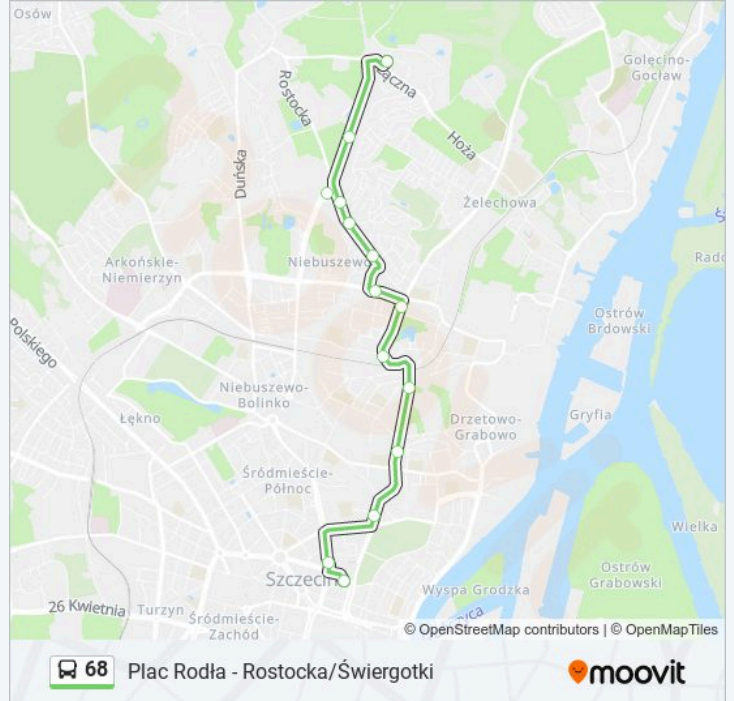 Osów
Golęcino-
Gocław
Łączna
Rostocka
Hoża
Duńska
Żelechowa
Arkońskie-
Niemierzyn
Niebuszewo
Ostrów
Brdowski
Polskiego
Niebuszewo-
Bolinko
Gryfia
Łękno
Drzetowo-
Grabowo
Śródmieście-
Północ
Wielka
Ostrów
Grabowski
Szczecin
Wyspa Grodzka
26 Kwietnia
Turzyn
Śródmieście-
Zachód
© OpenStreetMap contributors | © OpenMapTiles
68 Plac Rodła - Rostocka/Świergotki
moovit